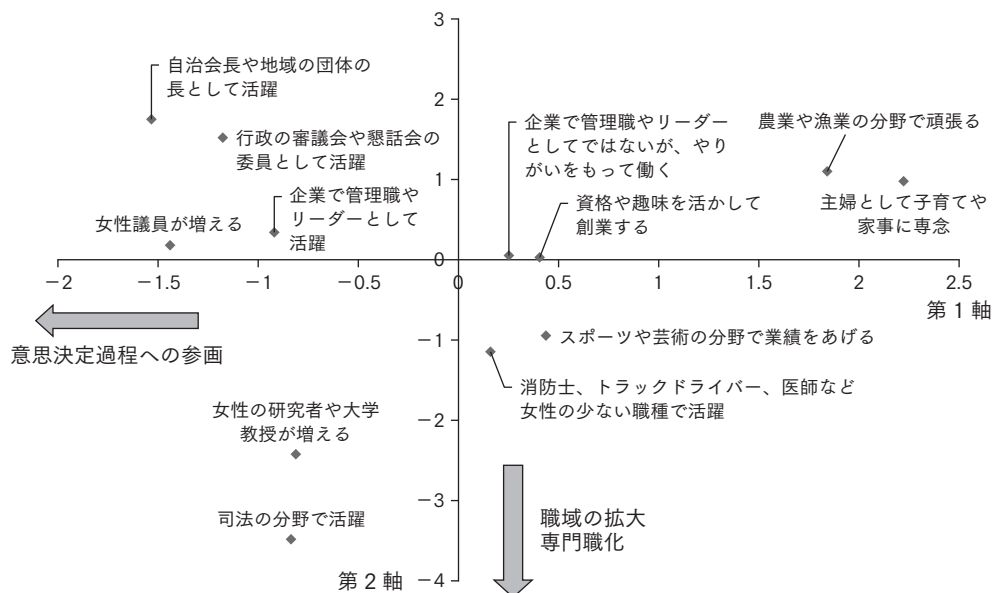 3
自治会長や地域の団体の
長として活躍
2
行政の審議会や懇話会の
委員として活躍
企業で管理職やリーダー
としてではないが、やり
がいをもって働く
農業や漁業の分野で頑張る
企業で管理職や
リーダーとして
活躍
1
女性議員が増える
資格や趣味を活かして
創業する
主婦として子育てや
家事に専念
0
−2
−1.5
−1
−0.5
0
0.5
1
1.5
2
2.5
第1軸
意思決定過程への参画
−1
スポーツや芸術の分野で業績をあげる
消防士、トラックドライバー、医師など
女性の少ない職種で活躍
−2
女性の研究者や大学
教授が増える
−3
司法の分野で活躍
職域の拡大
専門職化
第2軸
−4